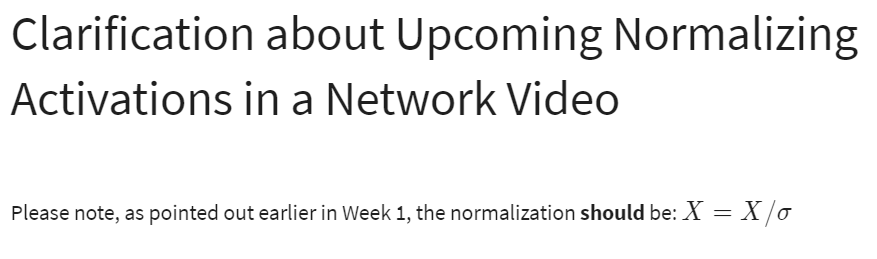 Clarification about Upcoming Normalizing
Activations in a Network Video
Please note, as pointed out earlier in Week 1, the normalization should be: X = X/σ